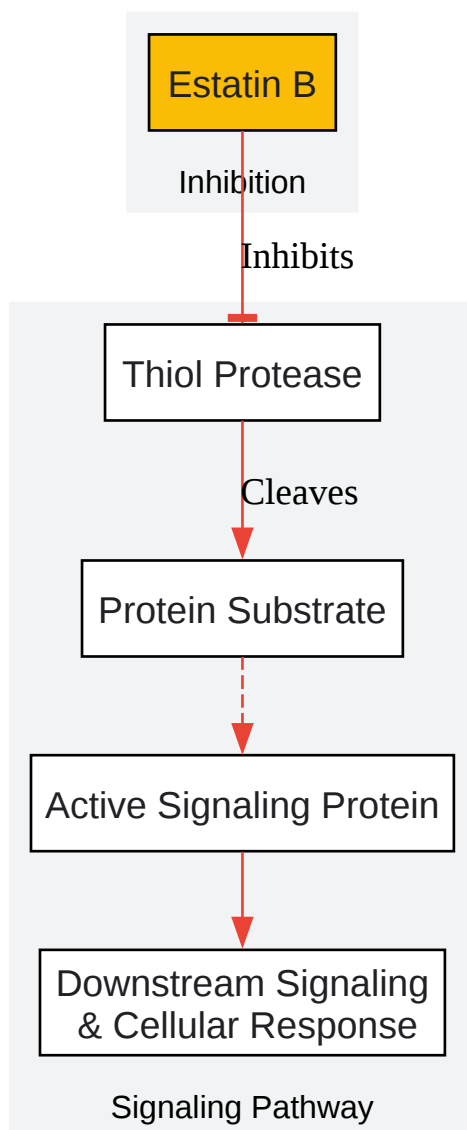 Estatin B
Inhibition
Inhibits
Thiol Protease
Cleaves
Protein Substrate
Active Signaling Protein
Downstream Signaling
& Cellular Response
Signaling Pathway